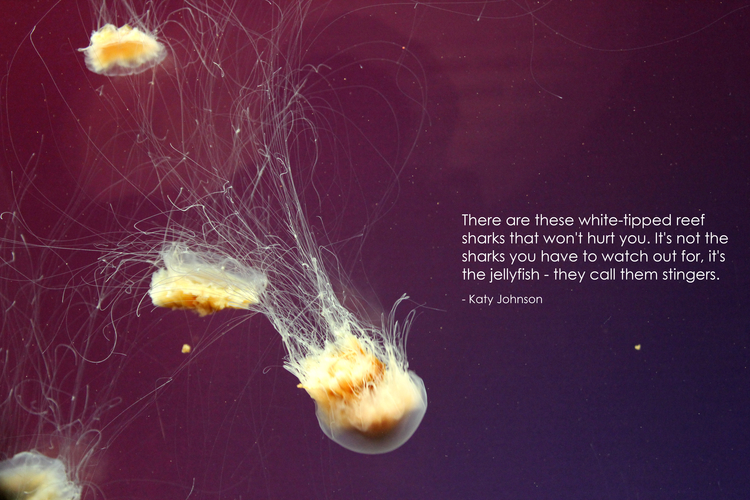 There are these white-tipped reef
sharks that won't hurt you. It's not the
sharks you have to watch out for, it's
the jellyfish - they call them stingers.
- Katy Johnson